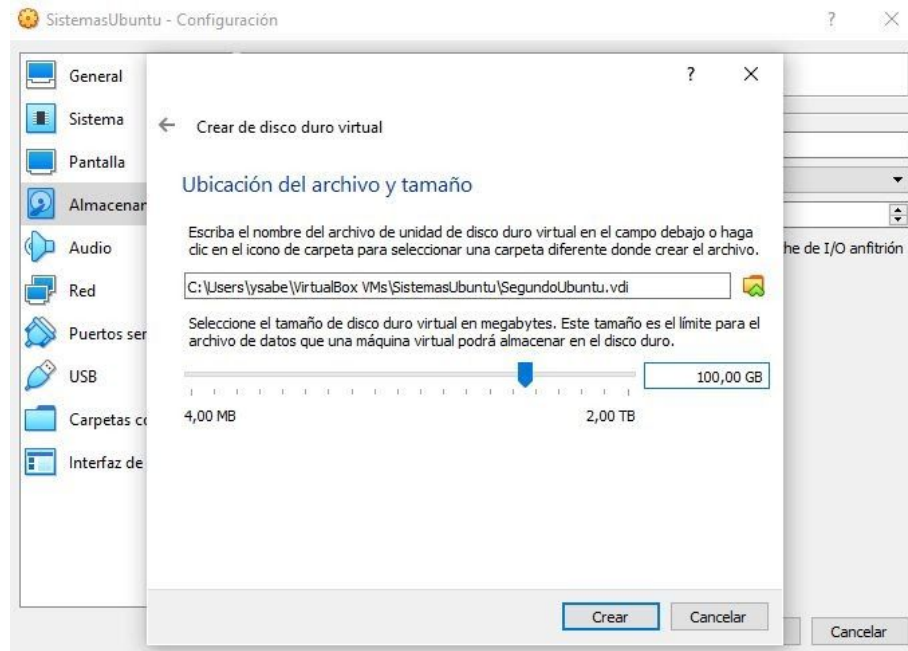 SistemasUbuntu - Configuración
?
General
Sistema
Pantalla
Almacenar
Audio
Red
Puertos ser
USB
Carpetas co
Interfaz de
?
Crear de disco duro virtual
Ubicación del archivo y tamaño
Escriba el nombre del archivo de unidad de disco duro virtual en el campo debajo o haga
clic en el icono de carpeta para seleccionar una carpeta diferente donde crear el archivo.
C:\Users\ysabe\VirtualBox VMs\SistemasUbuntu\SegundoUbuntu.vdi
Seleccione el tamaño de disco duro virtual en megabytes. Este tamaño es el límite para el
archivo de datos que una máquina virtual podrá almacenar en el disco duro.
100,00 GB
4,00 MB 2,00 TB
Crear Cancelar
he de I/O anfitrión
Cancelar